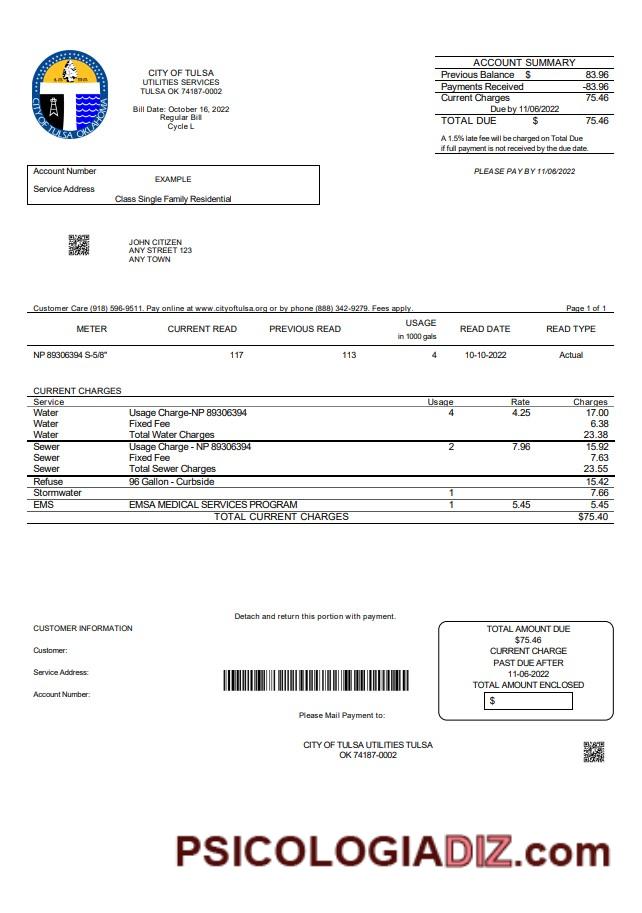 CITY OF TULSA
UTILITIES SERVICES
TULSA OK 74187-0002
Bill Date: October 16, 2022
Regular Bill
Cycle L
CITY OF TULSA OKLAHOMA
ACCOUNT SUMMARY
Previous Balance $ 83.96
Payments Received -83.96
Current Charges 75.46
Due by 11/06/2022
TOTAL DUE $ 75.46
A 1.5% late fee will be charged on Total Due
if full payment is not received by the due date.
PLEASE PAY BY 11/06/2022
Account Number
EXAMPLE
Service Address
Class Single Family Residential
JOHN CITIZEN
ANY STREET 123
ANY TOWN
Customer Care (918) 596-9511. Pay online at www.cityoftulsa.org or by phone (888) 342-9279. Fees apply. Page 1 of 1
METER CURRENT READ PREVIOUS READ USAGE in 1000 gals READ DATE READ TYPE
NP 89306394 S-5/8" 117 113 4 10-10-2022 Actual
CURRENT CHARGES
Service Usage Rate Charges
Water Usage Charge-NP 89306394 4 4.25 17.00
Water Fixed Fee 6.38
Water Total Water Charges 23.38
Sewer Usage Charge - NP 89306394 2 7.96 15.92
Sewer Fixed Fee 7.63
Sewer Total Sewer Charges 23.55
Refuse 96 Gallon - Curbside 15.42
Stormwater 1 7.66
EMS EMSA MEDICAL SERVICES PROGRAM 1 5.45 5.45
TOTAL CURRENT CHARGES $75.40
Detach and return this portion with payment.
CUSTOMER INFORMATION
Customer:
Service Address:
Account Number:
Please Mail Payment to:
CITY OF TULSA UTILITIES TULSA
OK 74187-0002
TOTAL AMOUNT DUE
$75.46
CURRENT CHARGE
PAST DUE AFTER
11-06-2022
TOTAL AMOUNT ENCLOSED
$
PSICOLOGIADIZ.com